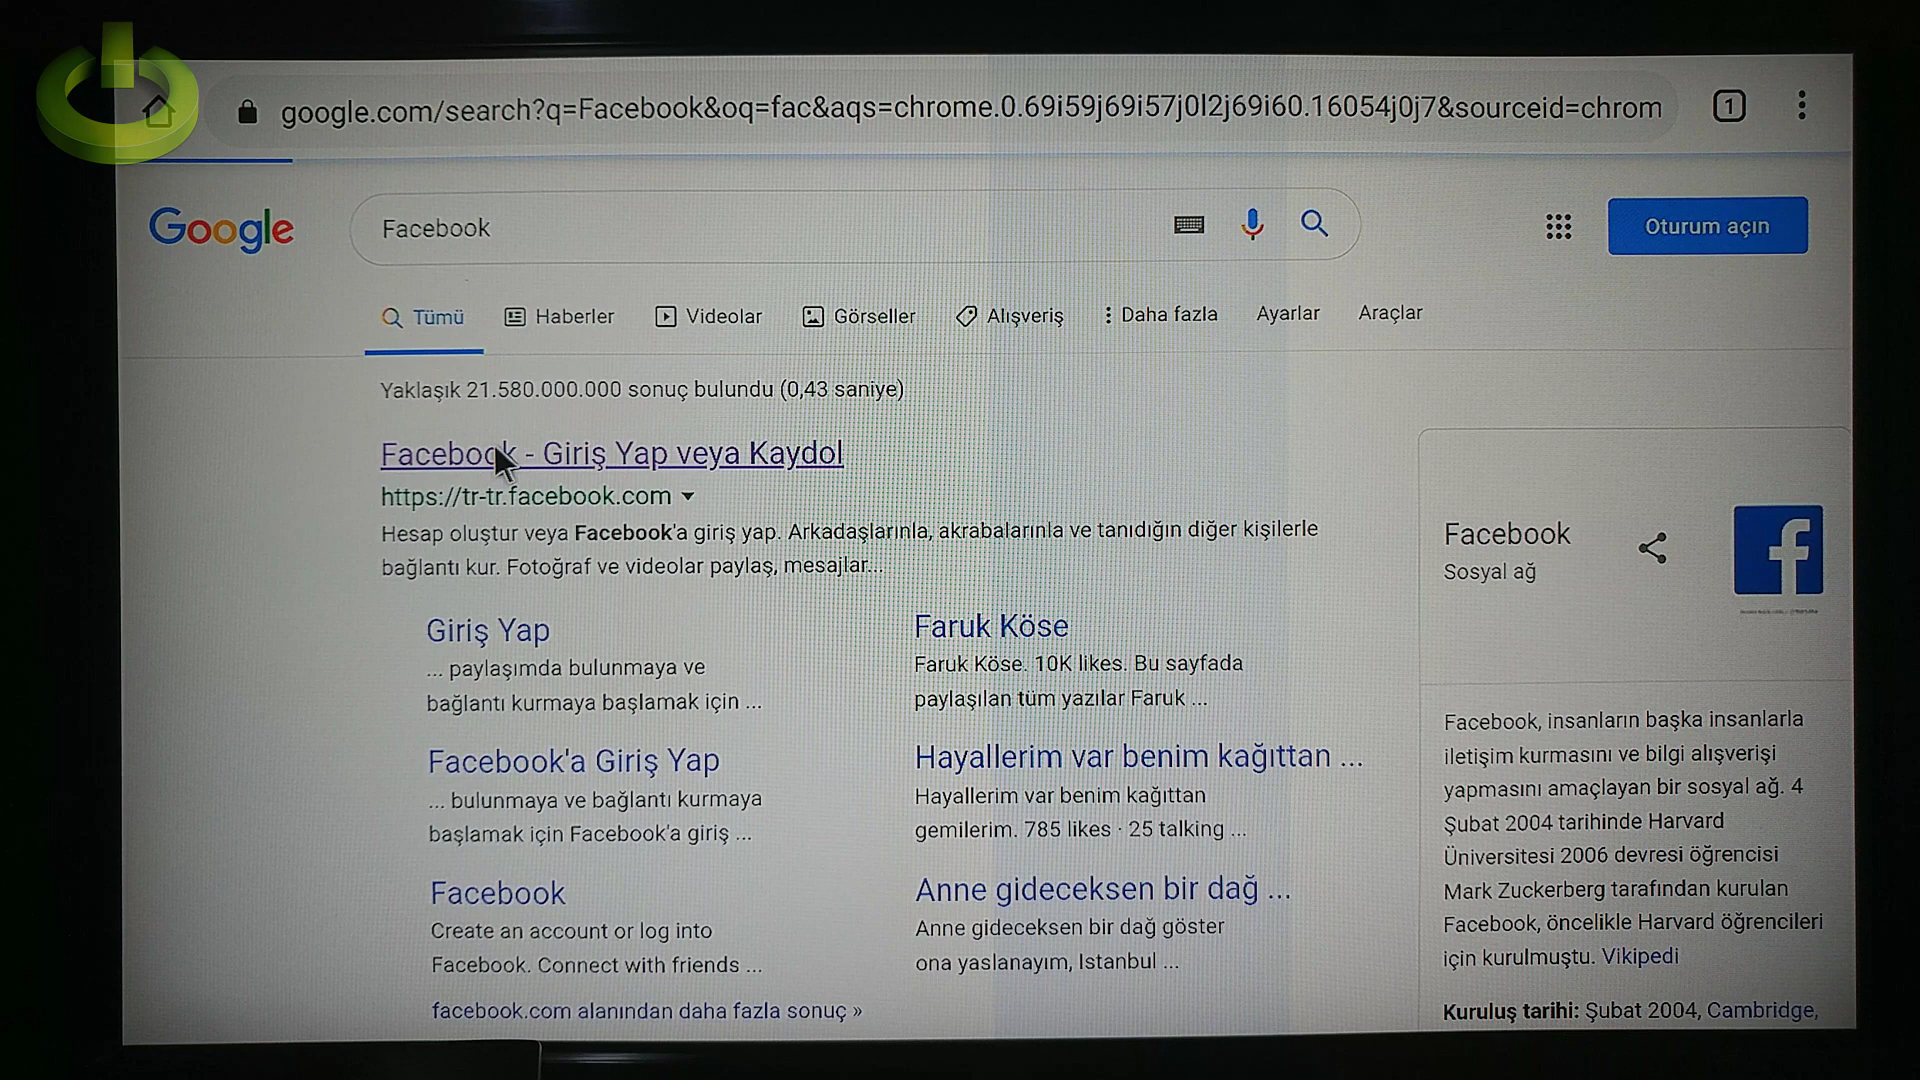 google.com/search?q=Facebook&oq=fac&aqs=chrome.0.69i59j69i57j0l2j69i60.16054j0j7&sourceid=chrom
1
Google
Facebook
Oturum açın
Tümü
Haberler
Videolar
Görseller
Alışveriş
Daha fazla
Ayarlar
Araçlar
Yaklaşık 21.580.000.000 sonuç bulundu (0,43 saniye)
Facebook - Giriş Yap veya Kaydol
https://tr-tr.facebook.com
Hesap oluştur veya Facebook'a giriş yap. Arkadaşlarınla, akrabalarınla ve tanıdığın diğer kişilerle
bağlantı kur. Fotoğraf ve videolar paylaş, mesajlar...
Giriş Yap
... paylaşımda bulunmaya ve
bağlantı kurmaya başlamak için ...
Facebook'a Giriş Yap
... bulunmaya ve bağlantı kurmaya
başlamak için Facebook'a giriş ...
Facebook
Create an account or log into
Facebook. Connect with friends ...
facebook.com alanından daha fazla sonuç »
Faruk Köse
Faruk Köse. 10K likes. Bu sayfada
paylaşılan tüm yazılar Faruk ...
Hayallerim var benim kağıttan ...
Hayallerim var benim kağıttan
gemilerim. 785 likes · 25 talking ...
Anne gideceksen bir dağ ...
Anne gideceksen bir dağ göster
ona yaslanayım, Istanbul ...
Facebook
Sosyal ağ
f
Facebook, insanların başka insanlarla
iletişim kurmasını ve bilgi alışverişi
yapmasını amaçlayan bir sosyal ağ. 4
Şubat 2004 tarihinde Harvard
Üniversitesi 2006 devresi öğrencisi
Mark Zuckerberg tarafından kurulan
Facebook, öncelikle Harvard öğrencileri
için kurulmuştu. Vikipedi
Kuruluş tarihi: Şubat 2004, Cambridge,